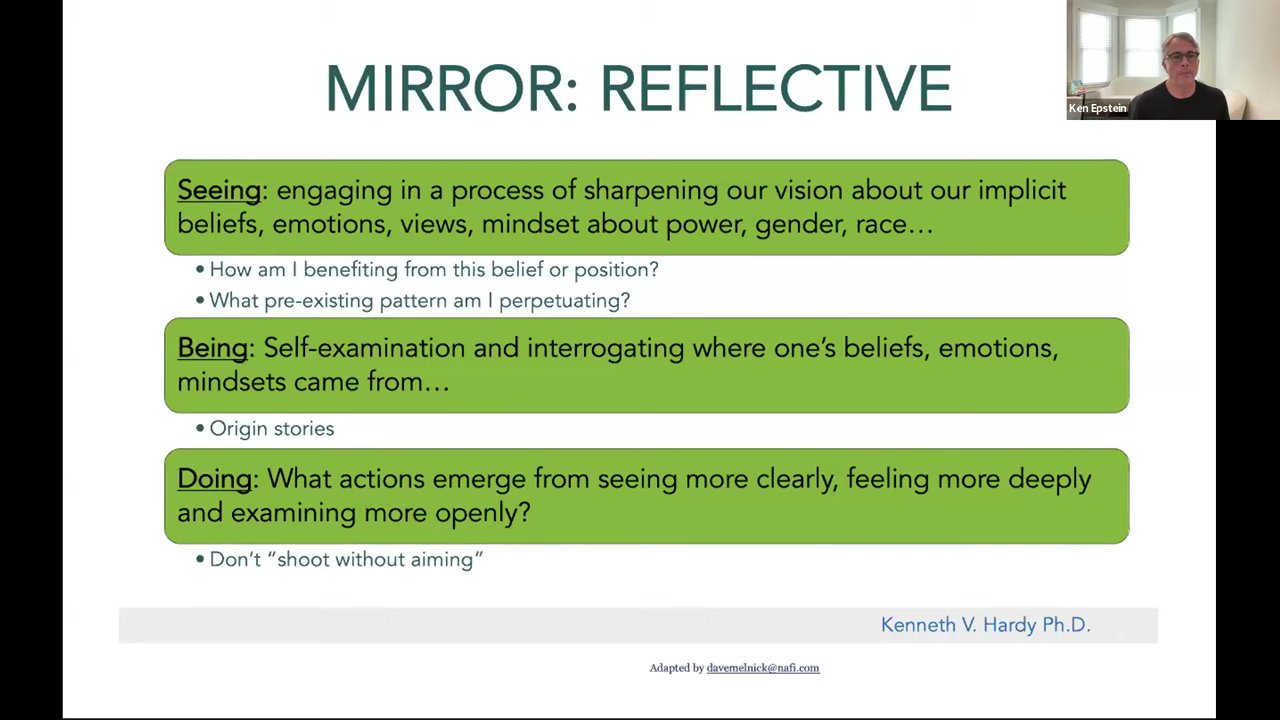 MIRROR: REFLECTIVE
Ken Epstein
Seeing: engaging in a process of sharpening our vision about our implicit
beliefs, emotions, views, mindset about power, gender, race…
• How am I benefiting from this belief or position?
• What pre-existing pattern am I perpetuating?
Being: Self-examination and interrogating where one’s beliefs, emotions,
mindsets came from…
• Origin stories
Doing: What actions emerge from seeing more clearly, feeling more deeply
and examining more openly?
• Don’t “shoot without aiming”
Kenneth V. Hardy Ph.D.
Adapted by davemelnick@nafi.com